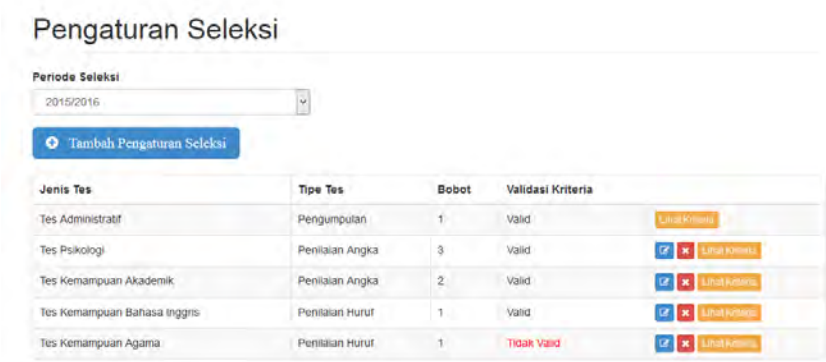 Pengaturan Seleksi
Periode Seleksi
2015/2016
Tambah Pengaturan Seleksi
Jenis Tes Tipe Tes Bobot Validasi Kriteria
Tes Administratif Pengumpulan 1 Valid Lihat Kriteria
Tes Psikologi Penilaian Angka 3 Valid Lihat Kriteria
Tes Kemampuan Akademik Penilaian Angka 2 Valid Lihat Kriteria
Tes Kemampuan Bahasa Inggris Penilaian Huruf 1 Valid Lihat Kriteria
Tes Kemampuan Agama Penilaian Huruf 1 Tidak Valid Lihat Kriteria